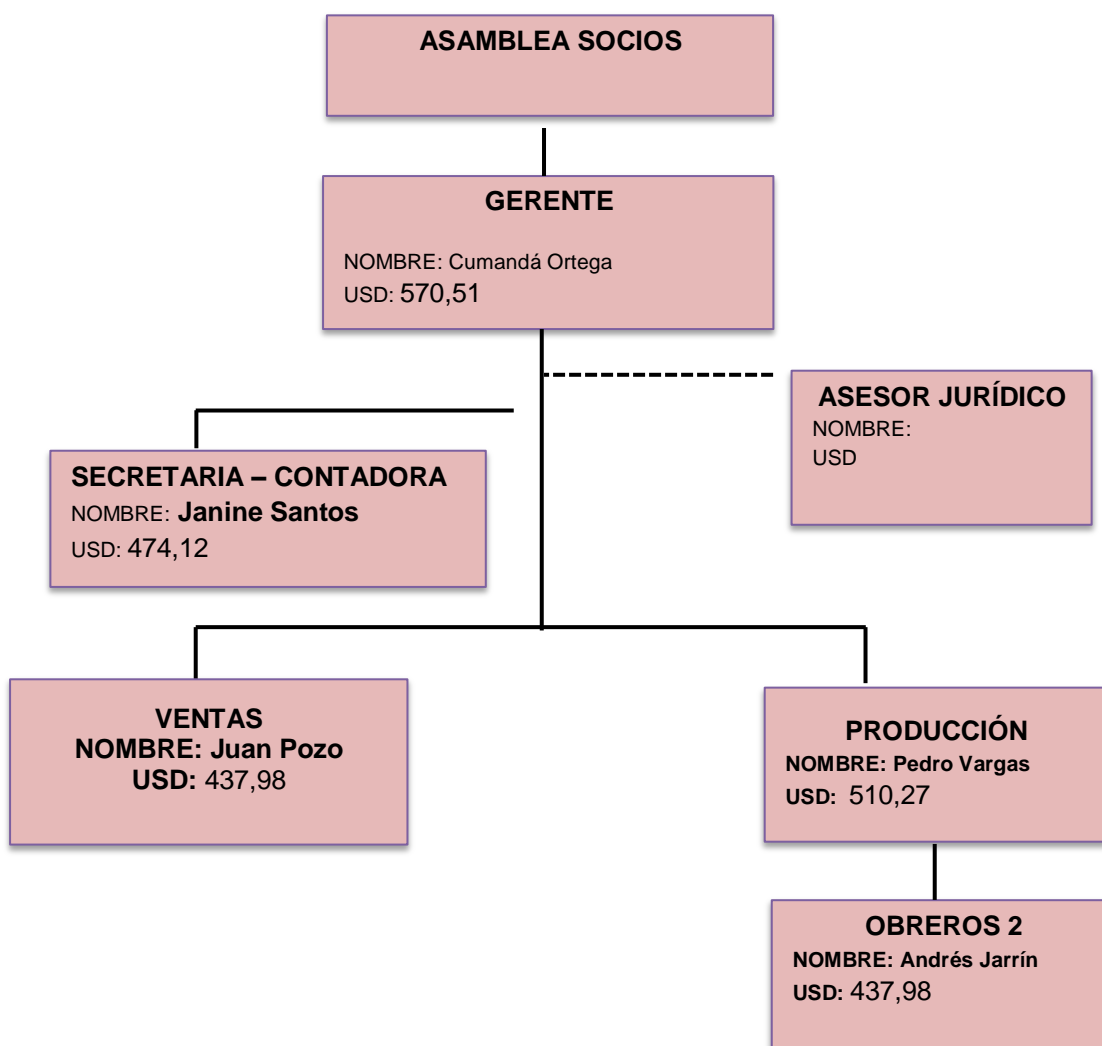 ASAMBLEA SOCIOS
GERENTE
NOMBRE: Cumandá Ortega
USD: 570,51
ASESOR JURÍDICO
NOMBRE:
USD
SECRETARIA – CONTADORA
NOMBRE: Janine Santos
USD: 474,12
VENTAS
NOMBRE: Juan Pozo
USD: 437,98
PRODUCCIÓN
NOMBRE: Pedro Vargas
USD: 510,27
OBREROS 2
NOMBRE: Andrés Jarrín
USD: 437,98